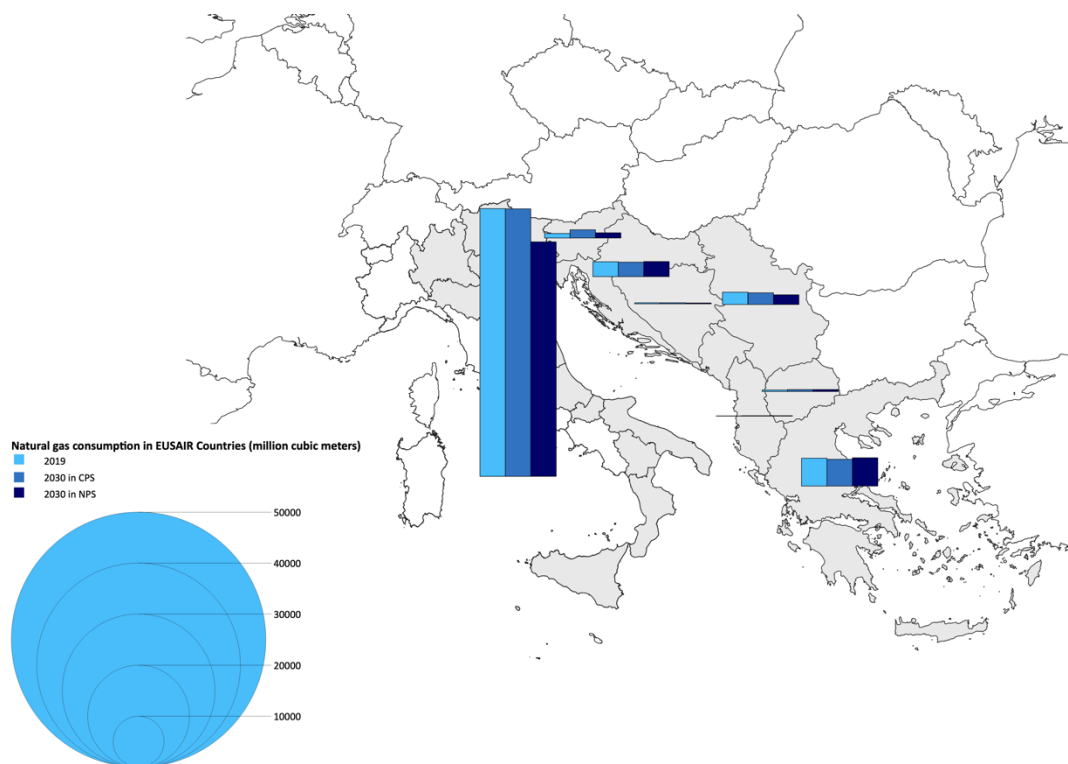 Natural gas consumption in EUSAIR Countries (million cubic meters)
2019
2030 in CPS
2030 in NPS
50000
40000
30000
20000
10000